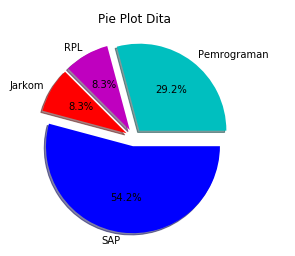 Pie Plot Dita
RPL
Pemrograman
Jarkom
8.3%
29.2%
8.3%
54.2%
SAP